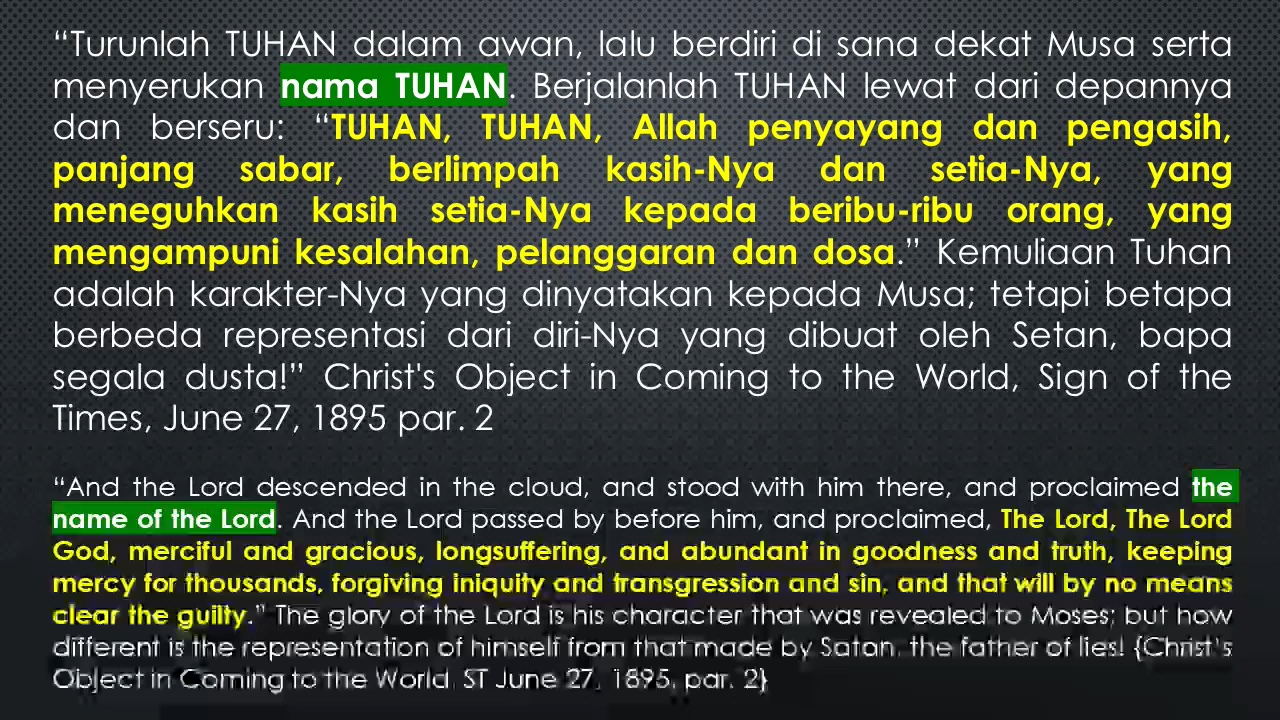 “Turunlah TUHAN dalam awan, lalu berdiri di sana dekat Musa serta
menyerukan nama TUHAN. Berjalanlah TUHAN lewat dari depannya
dan berseru: “TUHAN, TUHAN, Allah penyayang dan pengasih,
panjang sabar, berlimpah kasih-Nya dan setia-Nya, yang
meneguhkan kasih setia-Nya kepada beribu-ribu orang, yang
mengampuni kesalahan, pelanggaran dan dosa.” Kemuliaan Tuhan
adalah karakter-Nya yang dinyatakan kepada Musa; tetapi betapa
berbeda representasi dari diri-Nya yang dibuat oleh Setan, bapa
segala dusta!” Christ's Object in Coming to the World, Sign of the
Times, June 27, 1895 par. 2
“And the Lord descended in the cloud, and stood with him there, and proclaimed the
name of the Lord. And the Lord passed by before him, and proclaimed, The Lord, The Lord
God, merciful and gracious, longsuffering, and abundant in goodness and truth, keeping
mercy for thousands, forgiving iniquity and transgression and sin, and that will by no means
clear the guilty.” The glory of the Lord is his character that was revealed to Moses; but how
different is the representation of himself from that made by Satan, the father of lies! {Christ's
Object in Coming to the World, ST June 27, 1895, par. 2}